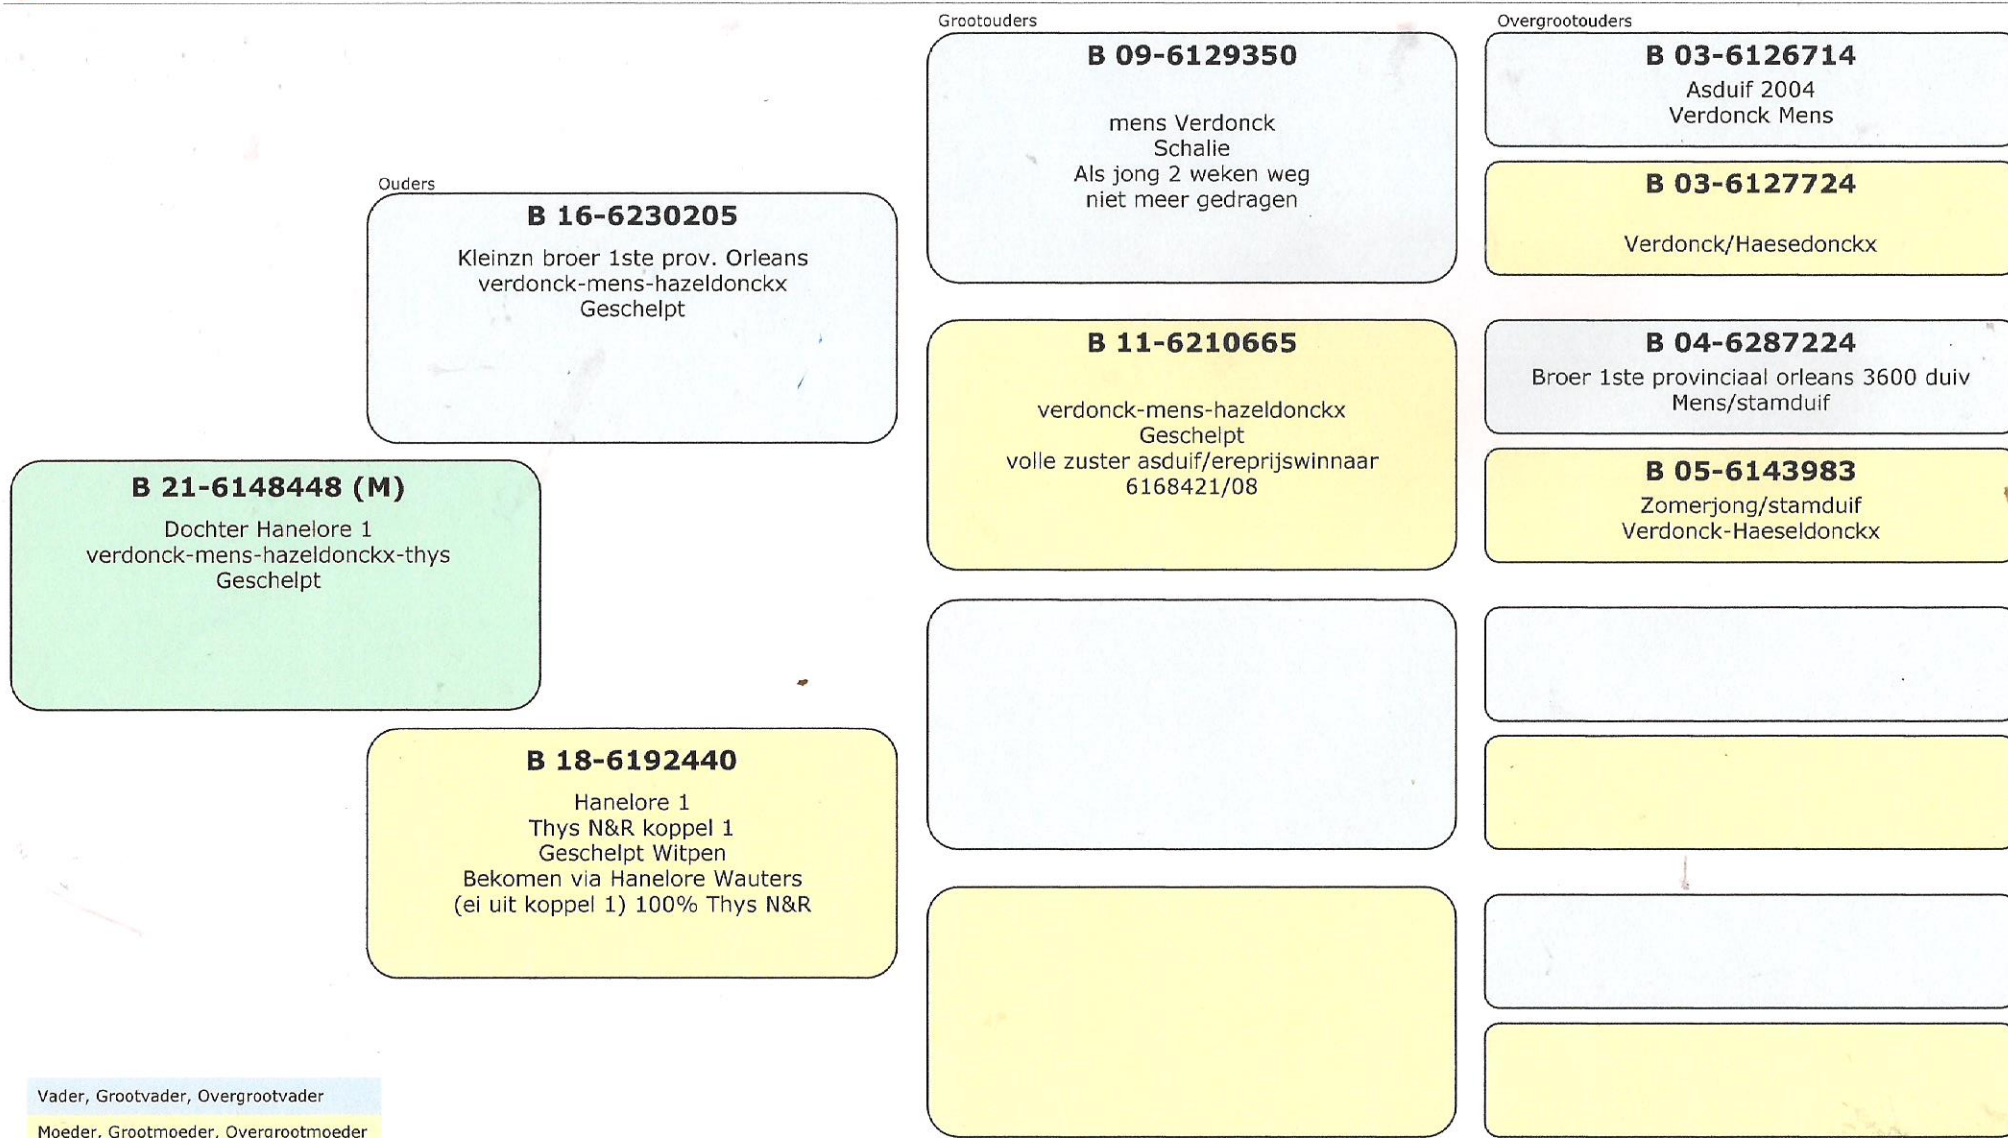 Grootouders
Overgrootouders
B 09-6129350
mens Verdonck
Schalie
Als jong 2 weken weg
niet meer gedragen
B 03-6126714
Asduif 2004
Verdonck Mens
B 03-6127724
Verdonck/Haesedonckx
Ouders
B 16-6230205
Kleinzn broer 1ste prov. Orleans
verdonck-mens-hazeldonckx
Geschelpt
B 11-6210665
verdonck-mens-hazeldonckx
Geschelpt
volle zuster asduif/ereprijswinnaar
6168421/08
B 04-6287224
Broer 1ste provinciaal orleans 3600 duiv
Mens/stamduif
B 05-6143983
Zomerjong/stamduif
Verdonck-Haeseldonckx
B 21-6148448 (M)
Dochter Hanelore 1
verdonck-mens-hazeldonckx-thys
Geschelpt
B 18-6192440
Hanelore 1
Thys N&R koppel 1
Geschelpt Witpen
Bekomen via Hanelore Wauters
(ei uit koppel 1) 100% Thys N&R
Vader, Grootvader, Overgrootvader
Moeder, Grootmoeder, Overgrootmoeder